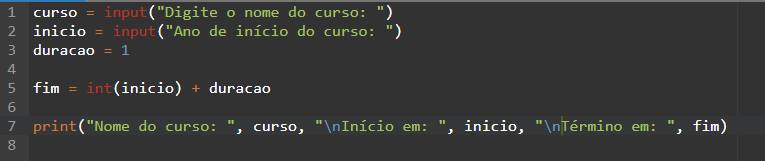 1 curso = input("Digite o nome do curso: ")
2 inicio = input("Ano de início do curso: ")
3 duracao = 1
4
5 fim = int(inicio) + duracao
6
7 print("Nome do curso: ", curso, "\nInício em: ", inicio, "\nTérmino em: ", fim)
8